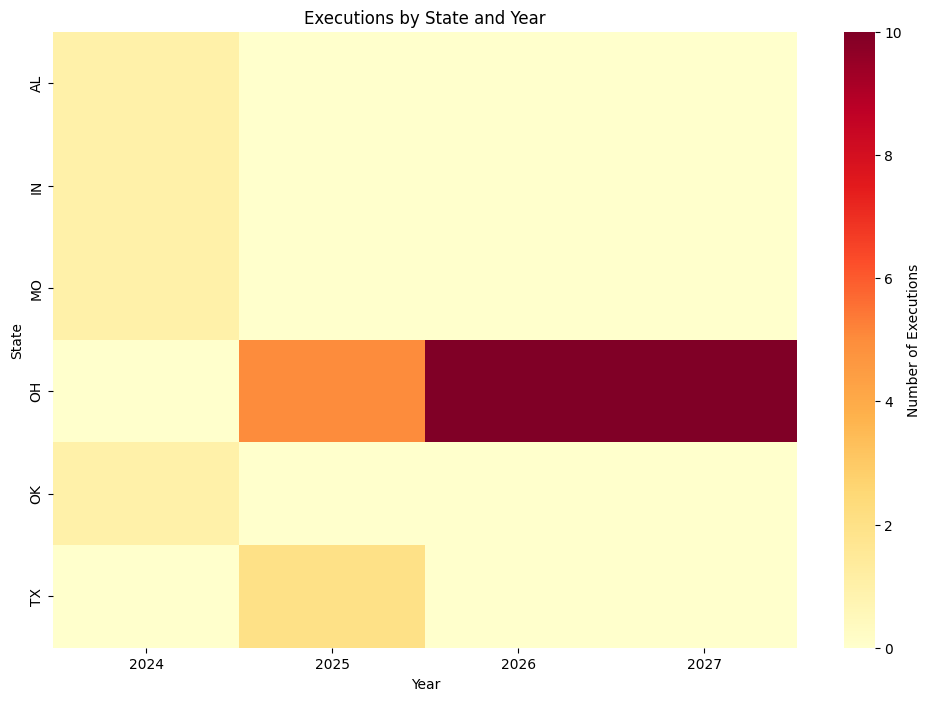 Executions by State and Year
AL
IN
MO
OH
OK
TX
State
2024
2025
2026
2027
Year
10
8
6
4
2
0
Number of Executions